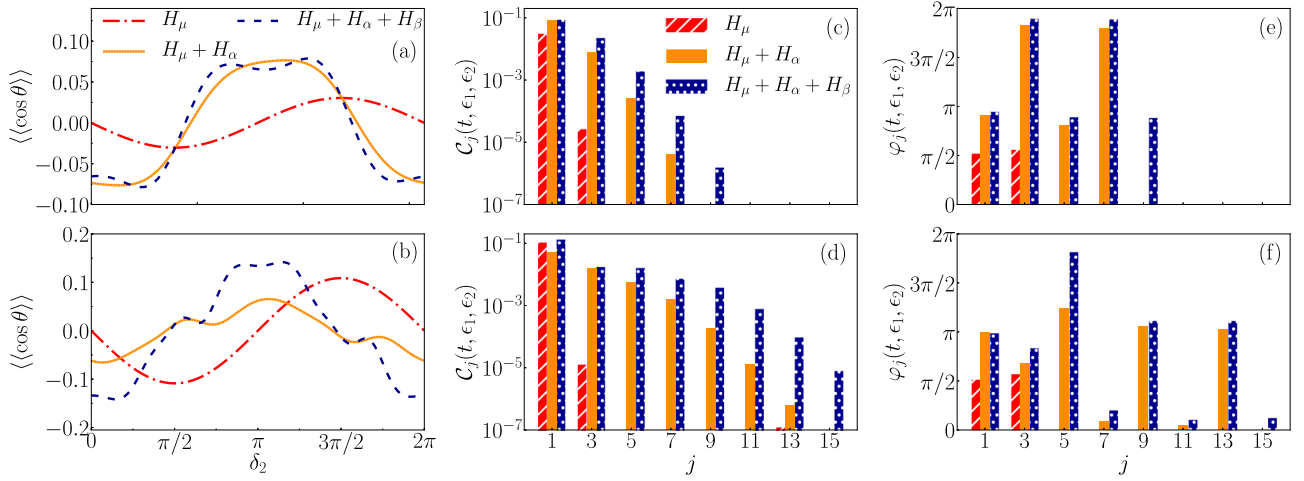 H_μ
H_μ + H_α + H_β
H_μ + H_α
(a)
⟨⟨cos θ⟩⟩
0.10
0.05
0.00
−0.05
−0.10
(b)
⟨⟨cos θ⟩⟩
0.2
0.1
0.0
−0.1
−0.2
0
π/2
π
3π/2
2π
δ_2
(c)
H_μ
H_μ + H_α
H_μ + H_α + H_β
C_j(t, ϵ_1, ϵ_2)
10^{−1}
10^{−3}
10^{−5}
10^{−7}
(d)
C_j(t, ϵ_1, ϵ_2)
10^{−1}
10^{−3}
10^{−5}
10^{−7}
1 3 5 7 9 11 13 15
j
(e)
φ_j(t, ϵ_1, ϵ_2)
2π
3π/2
π
π/2
0
(f)
φ_j(t, ϵ_1, ϵ_2)
2π
3π/2
π
π/2
0
1 3 5 7 9 11 13 15
j